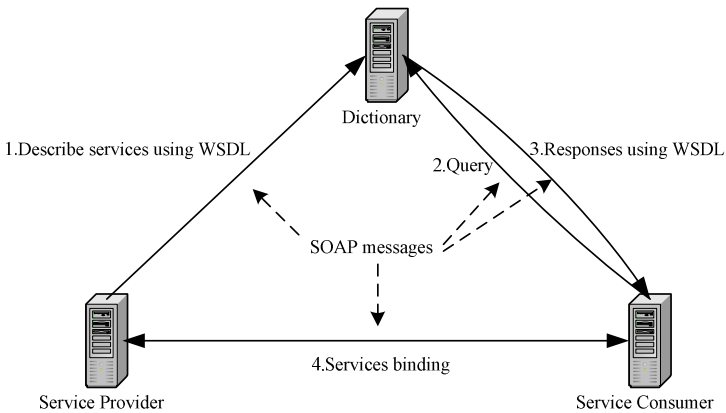 Dictionary
1.Describe services using WSDL
3.Responses using WSDL
2.Query
SOAP messages
4.Services binding
Service Provider
Service Consumer